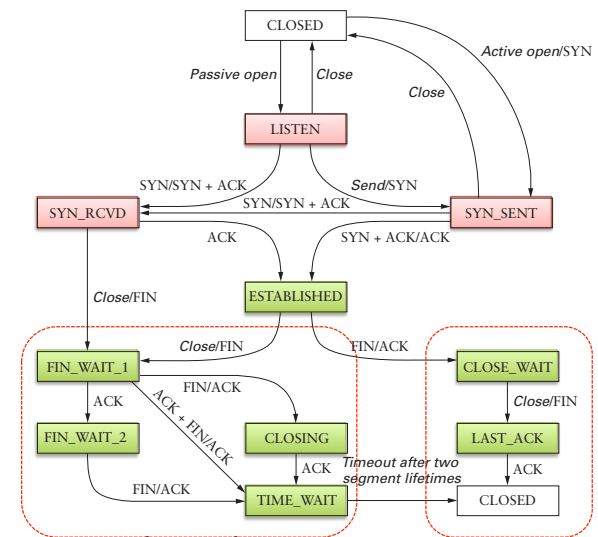 CLOSED
Active open/SYN
Passive open
Close
Close
LISTEN
SYN/SYN + ACK
Send/SYN
SYN/SYN + ACK
SYN_RCVD
SYN_SENT
ACK
SYN + ACK/ACK
Close/FIN
ESTABLISHED
Close/FIN
FIN/ACK
FIN_WAIT_1
CLOSE_WAIT
FIN/ACK
ACK
ACK + FIN/ACK
Close/FIN
FIN_WAIT_2
CLOSING
LAST_ACK
ACK
Timeout after two
segment lifetimes
ACK
FIN/ACK
TIME_WAIT
CLOSED